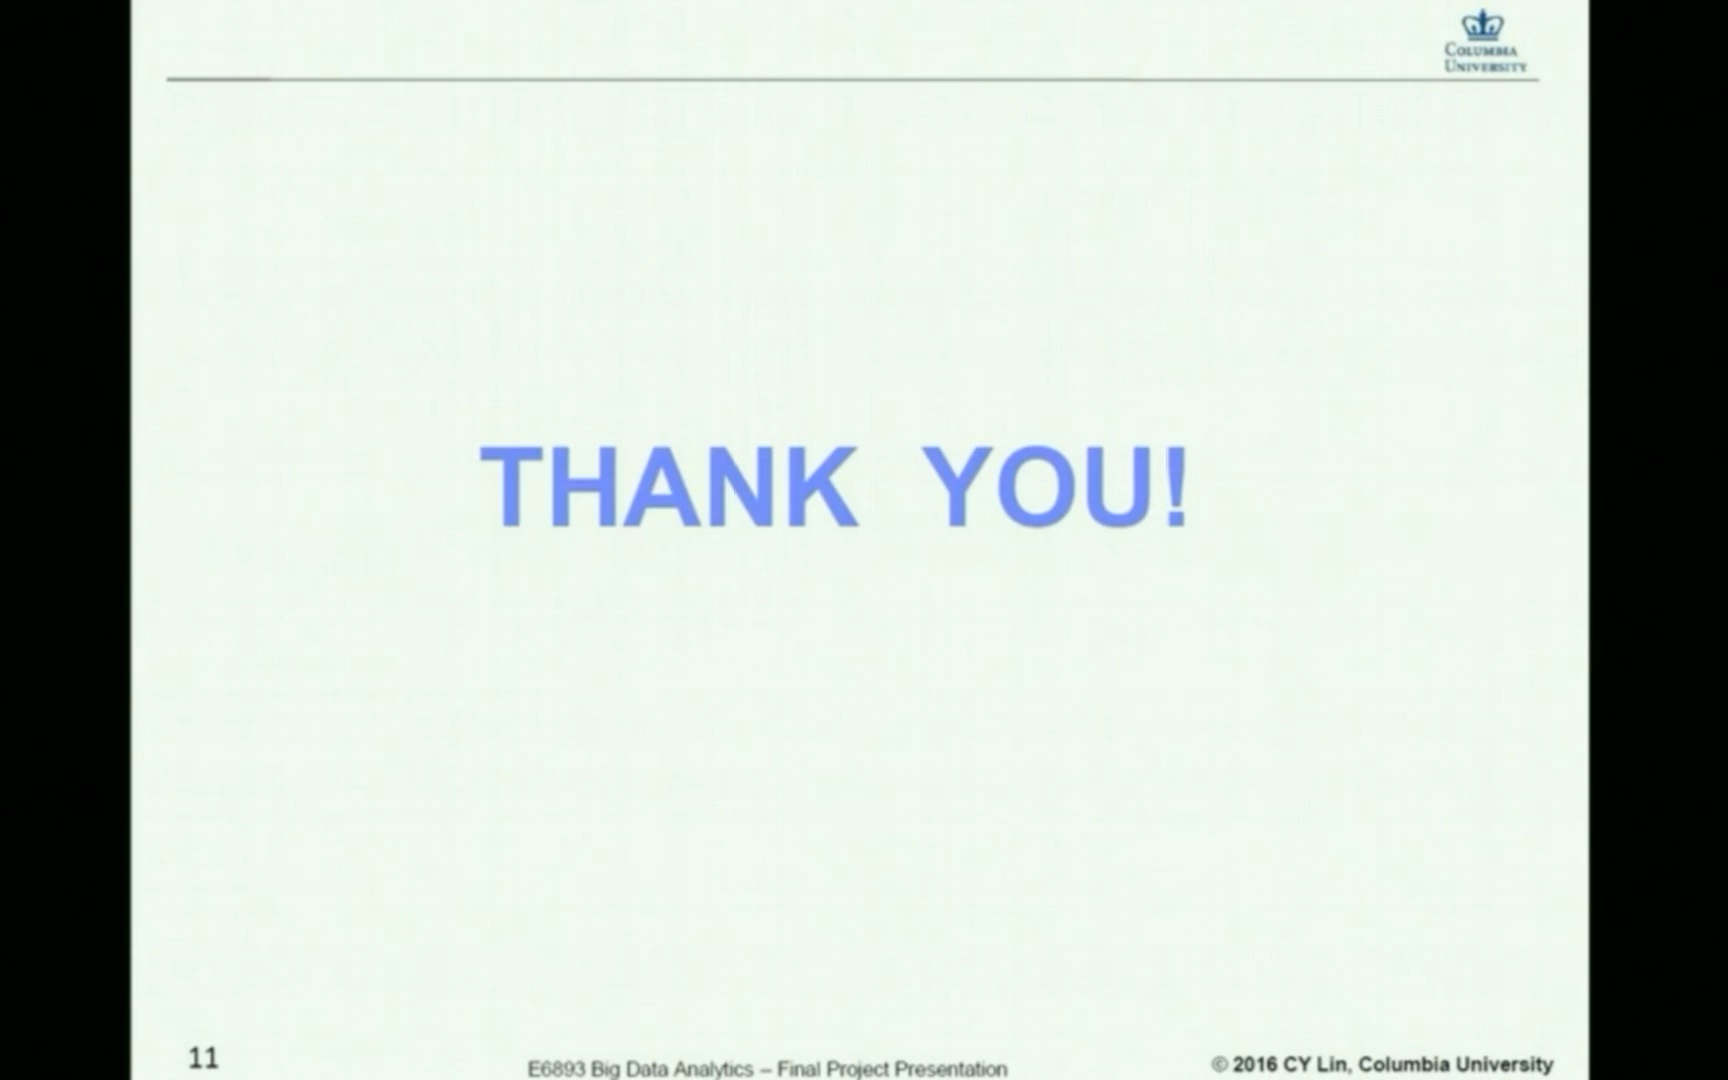 COLUMBIA
UNIVERSITY
THANK YOU!
11
E6893 Big Data Analytics – Final Project Presentation
© 2016 CY Lin, Columbia University